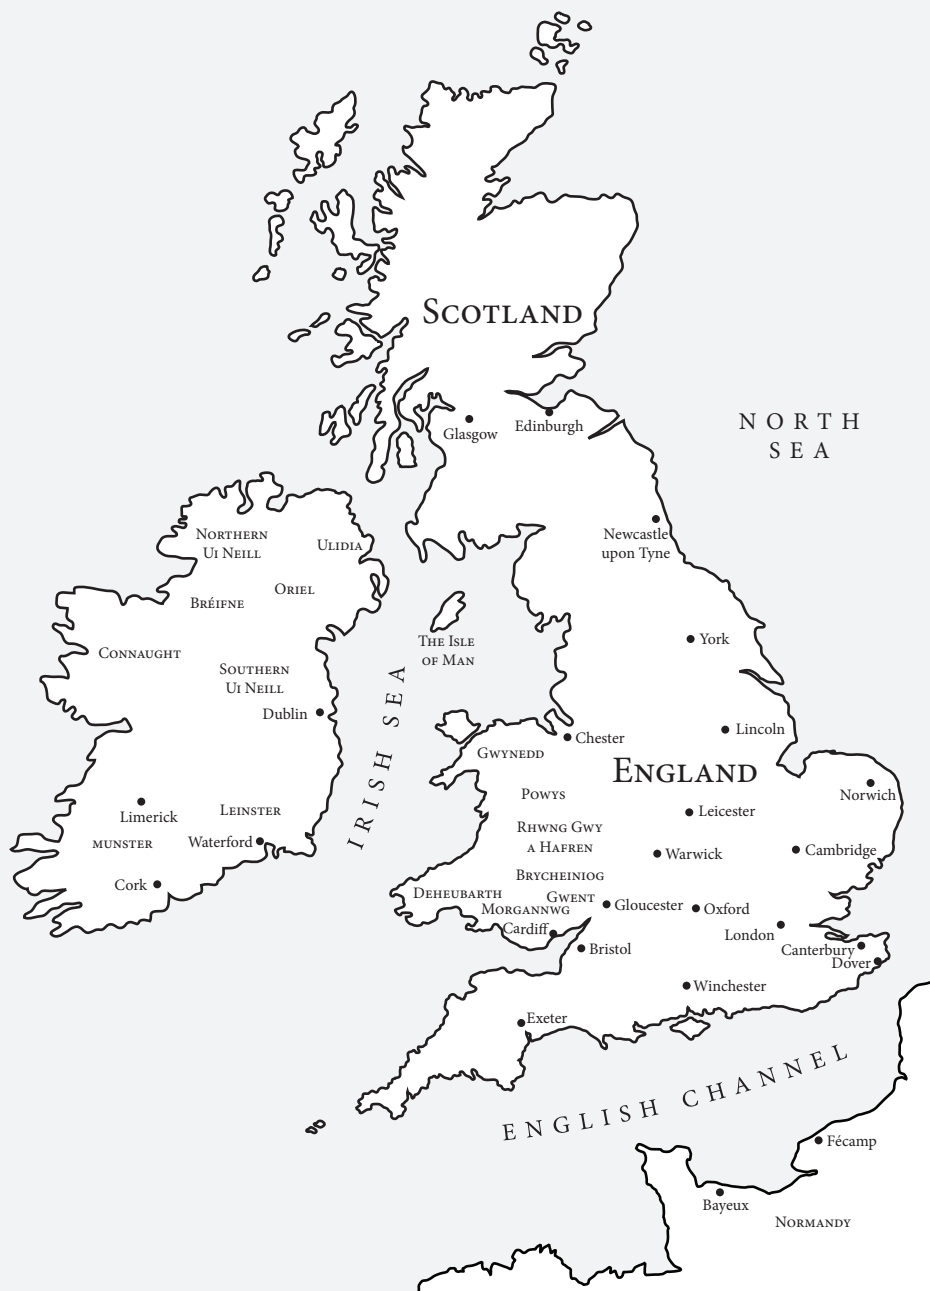 Scotland
NORTH
SEA
Glasgow
Edinburgh
Northern
Ui Neill
Ulidia
Newcastle
upon Tyne
Oriel
Bréifne
The Isle
of Man
York
Connaught
Southern
Ui Neill
Dublin
IRISH SEA
Lincoln
Chester
Gwynedd
England
Powys
Norwich
Limerick
Leinster
Leicester
Rhwng Gwy
a Hafren
munster
Waterford
Warwick
Cambridge
Brycheiniog
Cork
Deheubarth
Gwent
Morgannwg
Gloucester
Oxford
Cardiff
London
Bristol
Canterbury
Dover
Winchester
Exeter
ENGLISH CHANNEL
Fécamp
Bayeux
Normandy